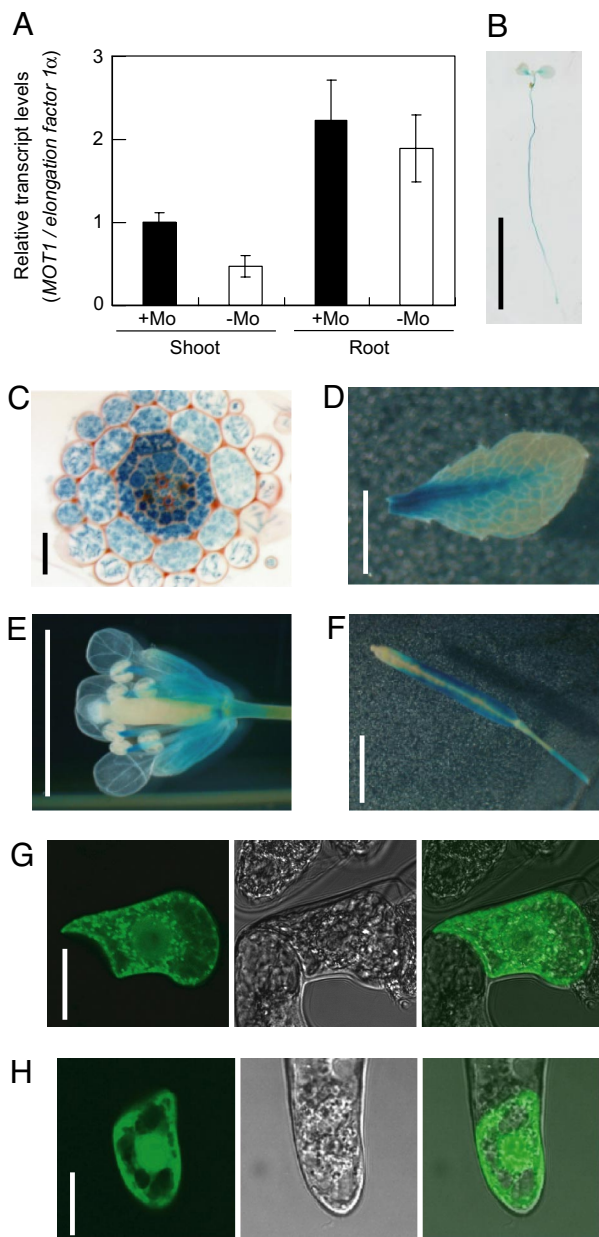 A
Relative transcript levels
(MOT1 / elongation factor 1α)
3
2
1
0
+Mo -Mo +Mo -Mo
Shoot Root
B
C
D
E
F
G
H